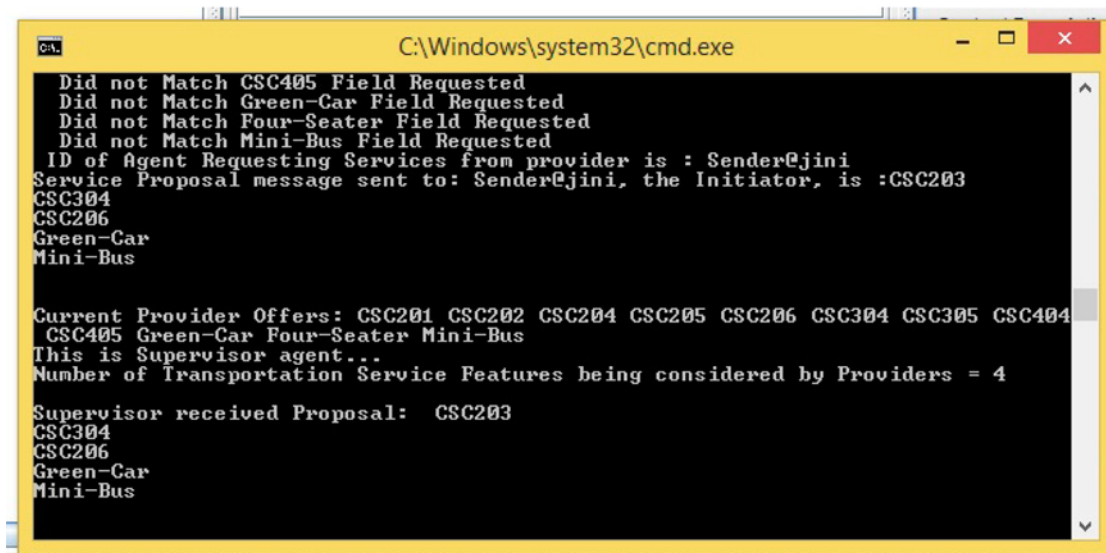 C:\Windows\system32\cmd.exe
Did not Match CSC405 Field Requested
Did not Match Green-Car Field Requested
Did not Match Four-Seater Field Requested
Did not Match Mini-Bus Field Requested
ID of Agent Requesting Services from provider is : Sender@jini
Service Proposal message sent to: Sender@jini, the Initiator, is :CSC203
CSC304
CSC206
Green-Car
Mini-Bus
Current Provider Offers: CSC201 CSC202 CSC204 CSC205 CSC206 CSC304 CSC305 CSC404
CSC405 Green-Car Four-Seater Mini-Bus
This is Supervisor agent...
Number of Transportation Service Features being considered by Providers = 4
Supervisor received Proposal: CSC203
CSC304
CSC206
Green-Car
Mini-Bus